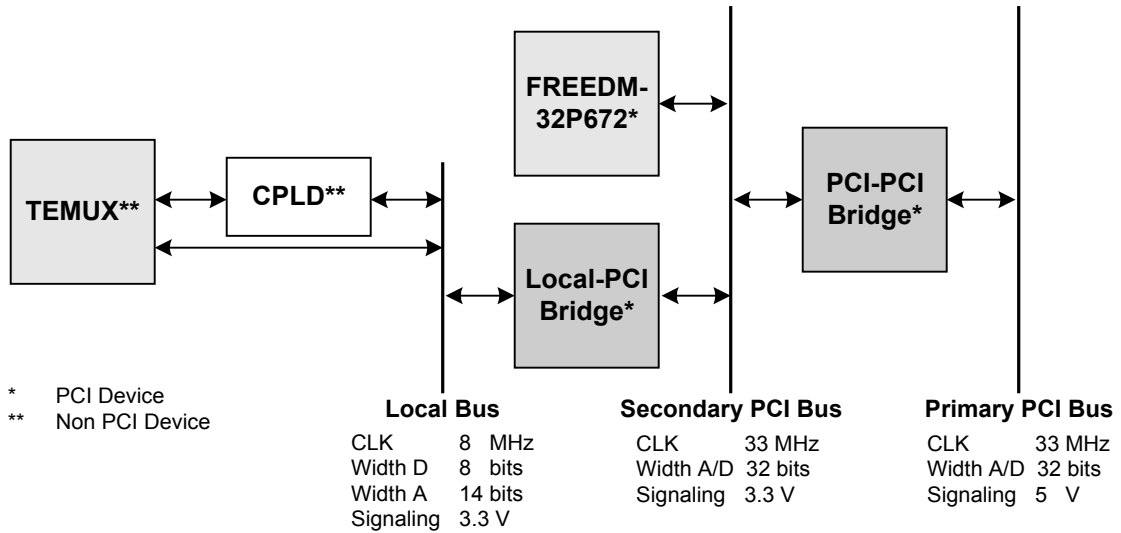 FREEDM-
32P672*
TEMUX**
CPLD**
PCI-PCI
Bridge*
Local-PCI
Bridge*
* PCI Device
** Non PCI Device
Local Bus
CLK 8 MHz
Width D 8 bits
Width A 14 bits
Signaling 3.3 V
Secondary PCI Bus
CLK 33 MHz
Width A/D 32 bits
Signaling 3.3 V
Primary PCI Bus
CLK 33 MHz
Width A/D 32 bits
Signaling 5 V